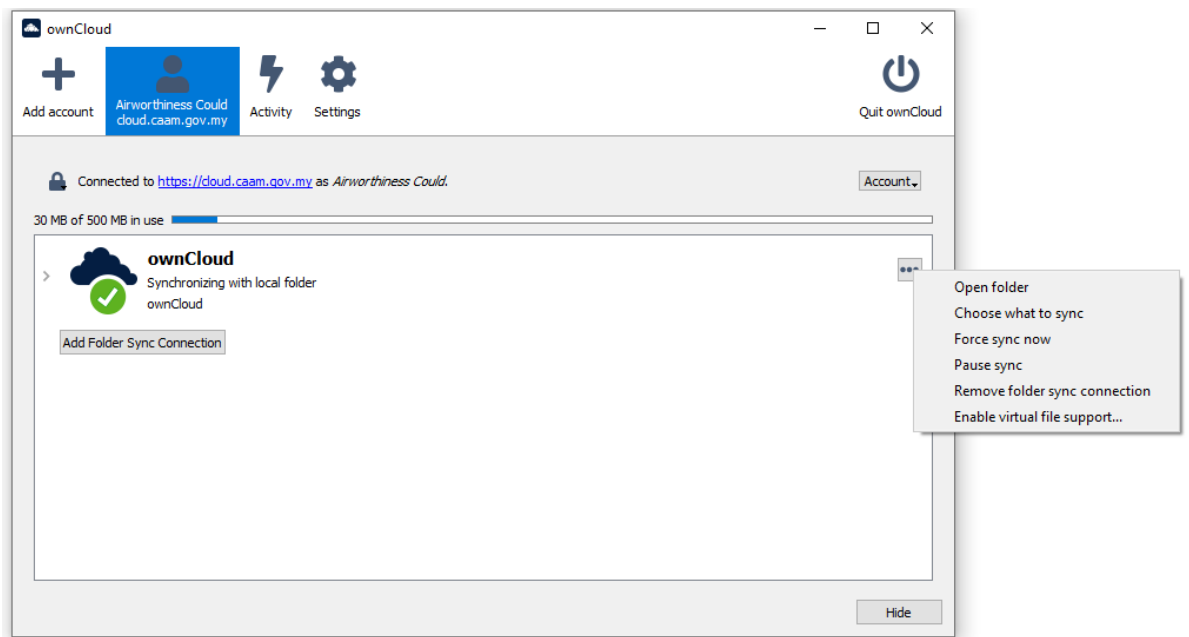 ownCloud
Add account
Airworthiness Could
cloud.caam.gov.my
Activity
Settings
Quit ownCloud
Connected to https://cloud.caam.gov.my as Airworthiness Could.
Account
30 MB of 500 MB in use
ownCloud
Synchronizing with local folder
ownCloud
Add Folder Sync Connection
Open folder
Choose what to sync
Force sync now
Pause sync
Remove folder sync connection
Enable virtual file support...
Hide